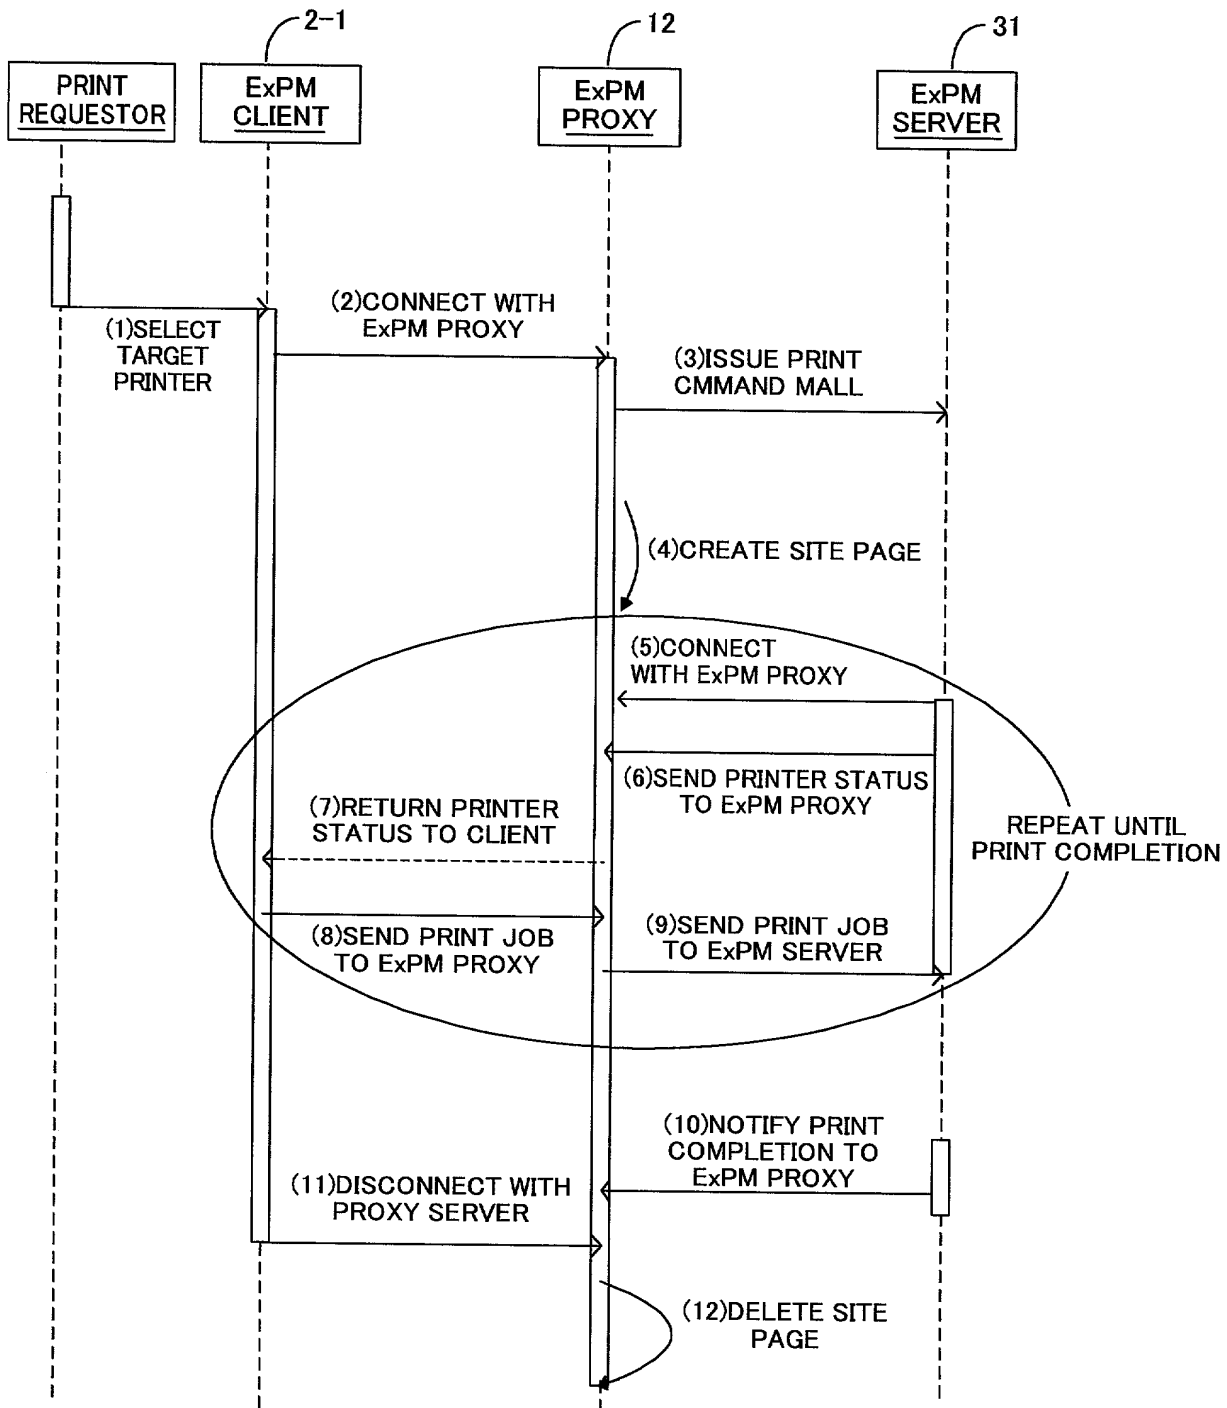 2-1
12
31
PRINT
REQUESTOR
ExPM
CLIENT
ExPM
PROXY
ExPM
SERVER
(1)SELECT
TARGET
PRINTER
(2)CONNECT WITH
ExPM PROXY
(3)ISSUE PRINT
CMMAND MALL
(4)CREATE SITE PAGE
(5)CONNECT
WITH ExPM PROXY
(6)SEND PRINTER STATUS
TO ExPM PROXY
(7)RETURN PRINTER
STATUS TO CLIENT
REPEAT UNTIL
PRINT COMPLETION
(8)SEND PRINT JOB
TO ExPM PROXY
(9)SEND PRINT JOB
TO ExPM SERVER
(10)NOTIFY PRINT
COMPLETION TO
ExPM PROXY
(11)DISCONNECT WITH
PROXY SERVER
(12)DELETE SITE
PAGE